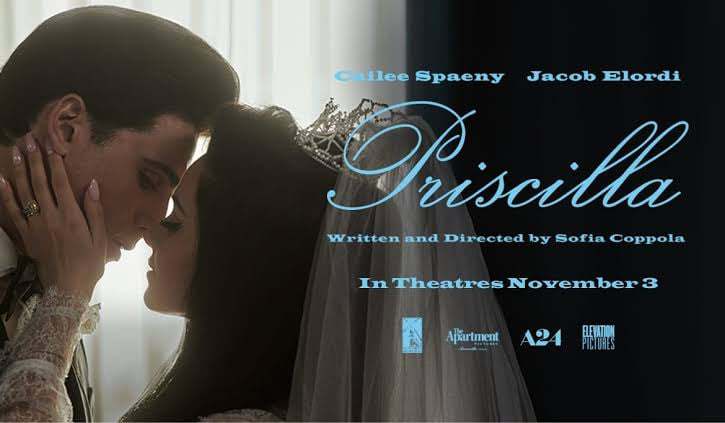 Cailee Spaeny Jacob Elordi
Priscilla
Written and Directed by Sofia Coppola
In Theatres November 3
The Apartment PICTURES A24 ELEVATION PICTURES